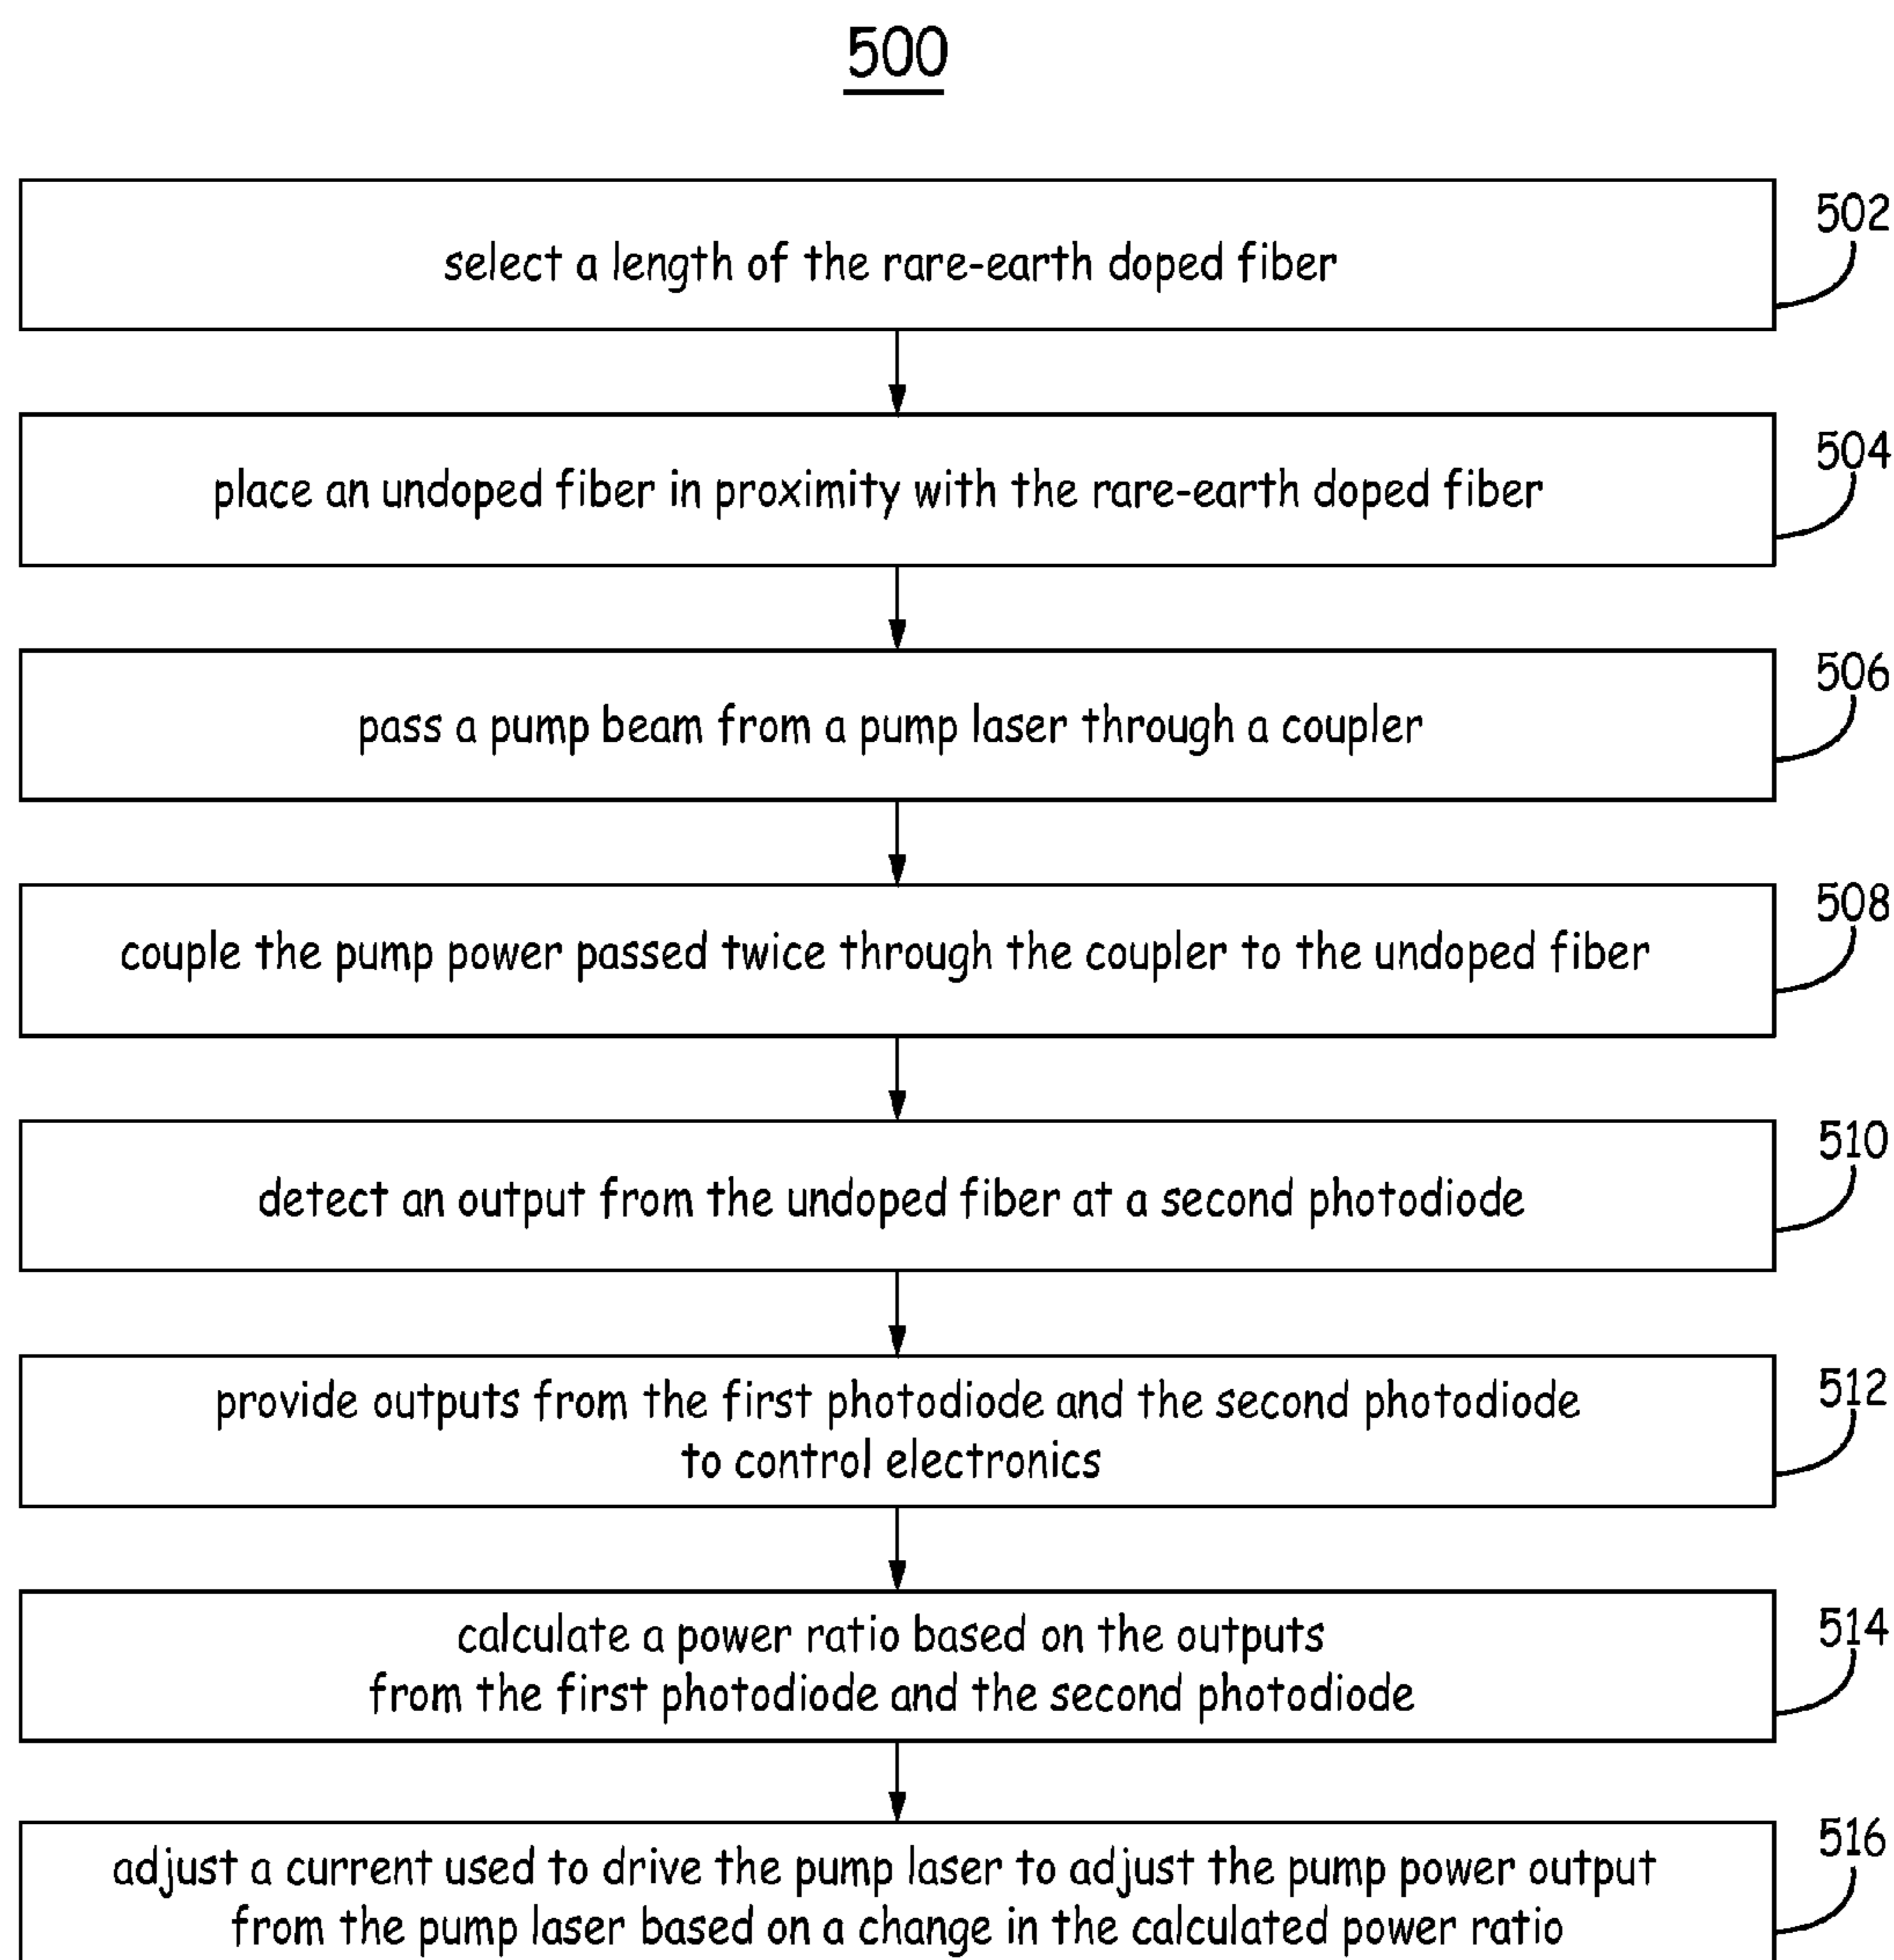 500
502
select a length of the rare-earth doped fiber
504
place an undoped fiber in proximity with the rare-earth doped fiber
506
pass a pump beam from a pump laser through a coupler
508
couple the pump power passed twice through the coupler to the undoped fiber
510
detect an output from the undoped fiber at a second photodiode
512
provide outputs from the first photodiode and the second photodiode
to control electronics
514
calculate a power ratio based on the outputs
from the first photodiode and the second photodiode
516
adjust a current used to drive the pump laser to adjust the pump power output
from the pump laser based on a change in the calculated power ratio